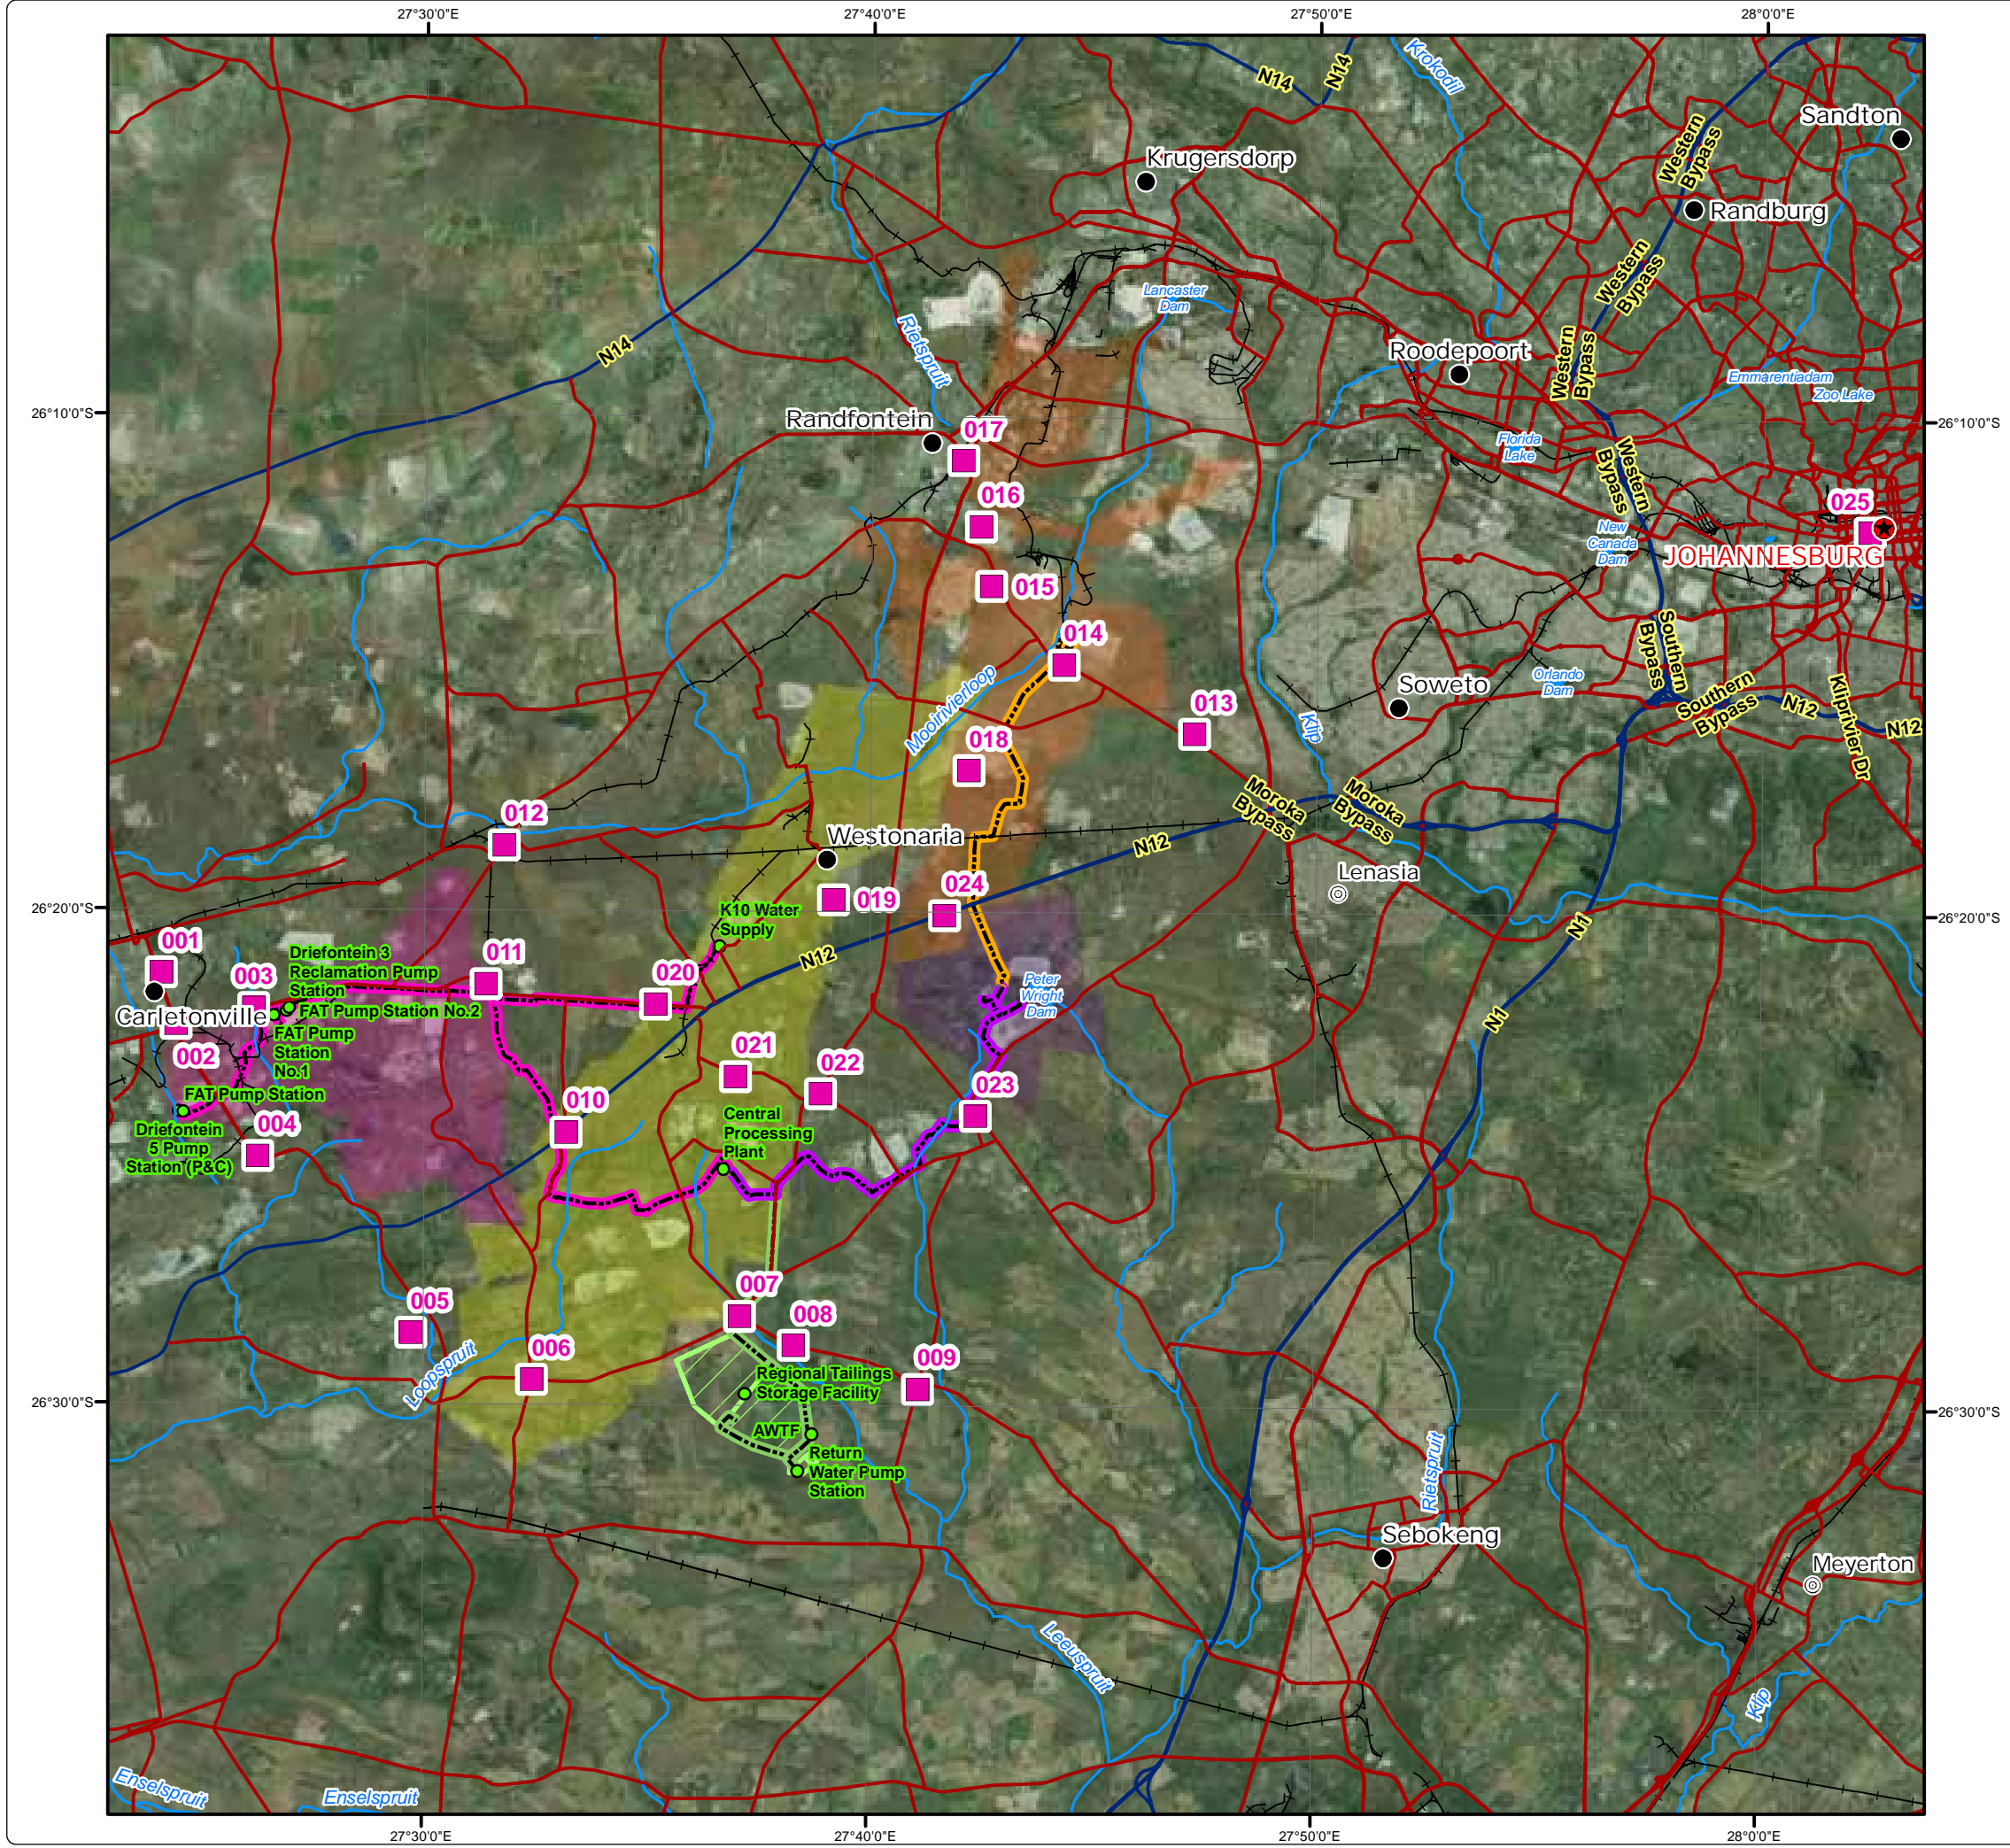 27°30'0"E
27°40'0"E
27°50'0"E
28°0'0"E
Krokodil
N14
N14
Sandton
Western
Bypass
Krugersdorp
Randburg
Western
Bypass
Lancaster
Dam
Rietspruit
N14
Roodepoort
Western
Bypass
Emmarentiadam
Zoo Lake
26°10'0"S
26°10'0"S
Randfontein
017
Florida
Lake
Western
Bypass
016
025
New
Canada
Dam
JOHANNESBURG
015
014
Southern
Bypass
Mooirivierloop
Soweto
Orlando
Dam
Southern
Bypass
N12
Kliprivier Dr
N12
013
Klip
018
Moroka
Bypass
Moroka
Bypass
012
Westonaria
N12
Lenasia
024
019
26°20'0"S
26°20'0"S
K10 Water
Supply
N1
001
Driefontein 3
Reclamation Pump
Station
011
N12
003
020
Peter
Wright
Dam
Carletonville
FAT Pump Station No.2
N1
FAT Pump
Station
No.1
002
021
022
023
FAT Pump Station
010
004
Central
Processing
Plant
Driefontein
5 Pump
Station (P&C)
007
005
008
006
009
Loopspruit
Regional Tailings
Storage Facility
26°30'0"S
26°30'0"S
AWTF
Return
Water Pump
Station
Rietspruit
Sebokeng
Meyerton
Leeuspruit
Klip
Enselspruit
Enselspruit
27°30'0"E
27°40'0"E
27°50'0"E
28°0'0"E